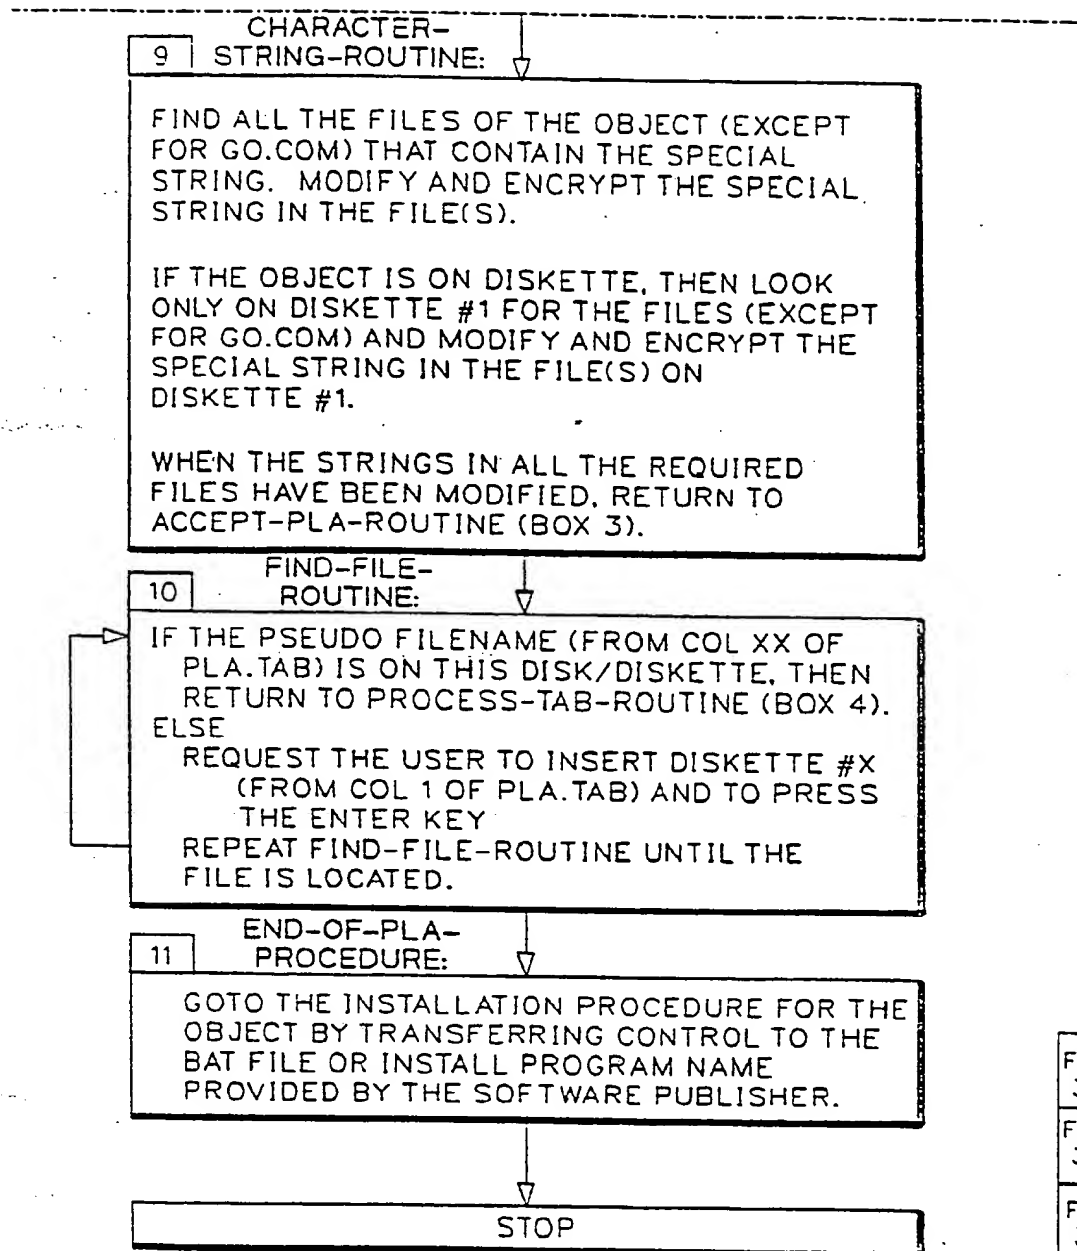 CHARACTER-
9 STRING-ROUTINE:
FIND ALL THE FILES OF THE OBJECT (EXCEPT
FOR GO.COM) THAT CONTAIN THE SPECIAL
STRING. MODIFY AND ENCRYPT THE SPECIAL
STRING IN THE FILE(S).
IF THE OBJECT IS ON DISKETTE, THEN LOOK
ONLY ON DISKETTE #1 FOR THE FILES (EXCEPT
FOR GO.COM) AND MODIFY AND ENCRYPT THE
SPECIAL STRING IN THE FILE(S) ON
DISKETTE #1.
WHEN THE STRINGS IN ALL THE REQUIRED
FILES HAVE BEEN MODIFIED, RETURN TO
ACCEPT-PLA-ROUTINE (BOX 3).
FIND-FILE-
10 ROUTINE:
IF THE PSEUDO FILENAME (FROM COL XX OF
PLA.TAB) IS ON THIS DISK/DISKETTE, THEN
RETURN TO PROCESS-TAB-ROUTINE (BOX 4).
ELSE
REQUEST THE USER TO INSERT DISKETTE #X
(FROM COL 1 OF PLA.TAB) AND TO PRESS
THE ENTER KEY
REPEAT FIND-FILE-ROUTINE UNTIL THE
FILE IS LOCATED.
END-OF-PLA-
11 PROCEDURE:
GOTO THE INSTALLATION PROCEDURE FOR THE
OBJECT BY TRANSFERRING CONTROL TO THE
BAT FILE OR INSTALL PROGRAM NAME
PROVIDED BY THE SOFTWARE PUBLISHER.
STOP
F
F
F